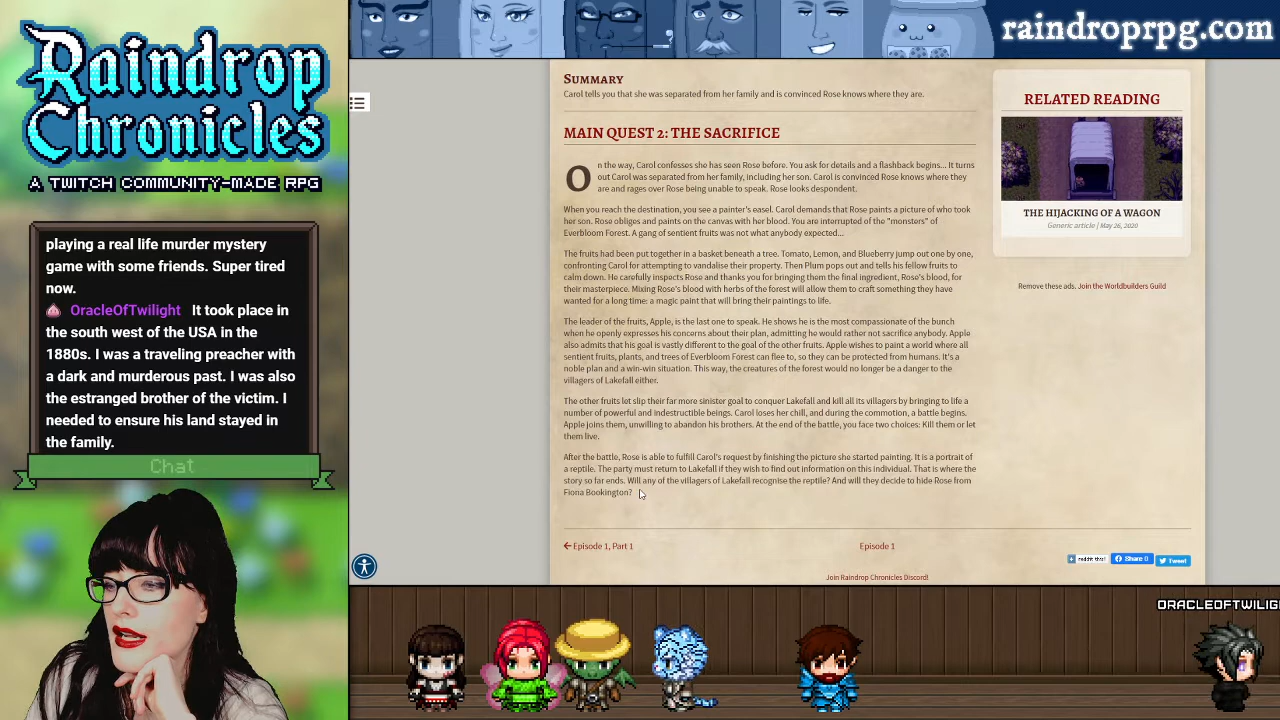 Raindrop
Chronicles
A TWITCH COMMUNITY-MADE RPG
playing a real life murder mystery
game with some friends. Super tired
now.
OracleOfTwilight It took place in
the south west of the USA in the
1880s. I was a traveling preacher with
a dark and murderous past. I was also
the estranged brother of the victim. I
needed to ensure his land stayed in
the family.
Chat
raindroprpg.com
SUMMARY
Carol tells you that she was separated from her family and is convinced Rose knows where they are.
MAIN QUEST 2: THE SACRIFICE
On the way, Carol confesses she has seen Rose before. You ask for details and a flashback begins... It turns
out Carol was separated from her family, including her son. Carol is convinced Rose knows where they
are and rages over Rose being unable to speak. Rose looks despondent.
When you reach the destination, you see a painter's easel. Carol demands that Rose paints a picture of who took
her son. Rose obliges and paints on the canvas with her blood. You are interrupted of the "monsters" of
Everbloom Forest. A gang of sentient fruits was not what anybody expected...
The fruits had been put together in a basket beneath a tree. Tomato, Lemon, and Blueberry jump out one by one,
confronting Carol for attempting to vandalise their property. Then Plum pops out and tells his fellow fruits to
calm down. He carefully inspects Rose and thanks you for bringing them the final ingredient, Rose's blood, for
their masterpiece. Mixing Rose's blood with herbs of the forest will allow them to craft something they have
wanted for a long time: a magic paint that will bring their paintings to life.
The leader of the fruits, Apple, is the last one to speak. He shows he is the most compassionate of the bunch
when he openly expresses his concerns about their plan, admitting he would rather not sacrifice anybody. Apple
also admits that his goal is vastly different to the goal of the other fruits. Apple wishes to paint a world where all
sentient fruits, plants, and trees of Everbloom Forest can flee to, so they can be protected from humans. It's a
noble plan and a win-win situation. This way, the creatures of the forest would no longer be a danger to the
villagers of Lakefall either.
The other fruits let slip their far more sinister goal to conquer Lakefall and kill all its villagers by bringing to life a
number of powerful and indestructible beings. Carol loses her chill, and during the commotion, a battle begins.
Apple joins them, unwilling to abandon his brothers. At the end of the battle, you face two choices: Kill them or let
them live.
After the battle, Rose is able to fulfill Carol's request by finishing the picture she started painting. It is a portrait of
a reptile. The party must return to Lakefall if they wish to find out information on this individual. That is where the
story so far ends. Will any of the villagers of Lakefall recognise the reptile? And will they decide to hide Rose from
Fiona Bookington?
Episode 1, Part 1
Episode 1
reddit this!
Share 0
Tweet
Join Raindrop Chronicles Discord!
RELATED READING
THE HIJACKING OF A WAGON
Generic article | May 26, 2020
Remove these ads. Join the Worldbuilders Guild
ORACLEOFTWILIG